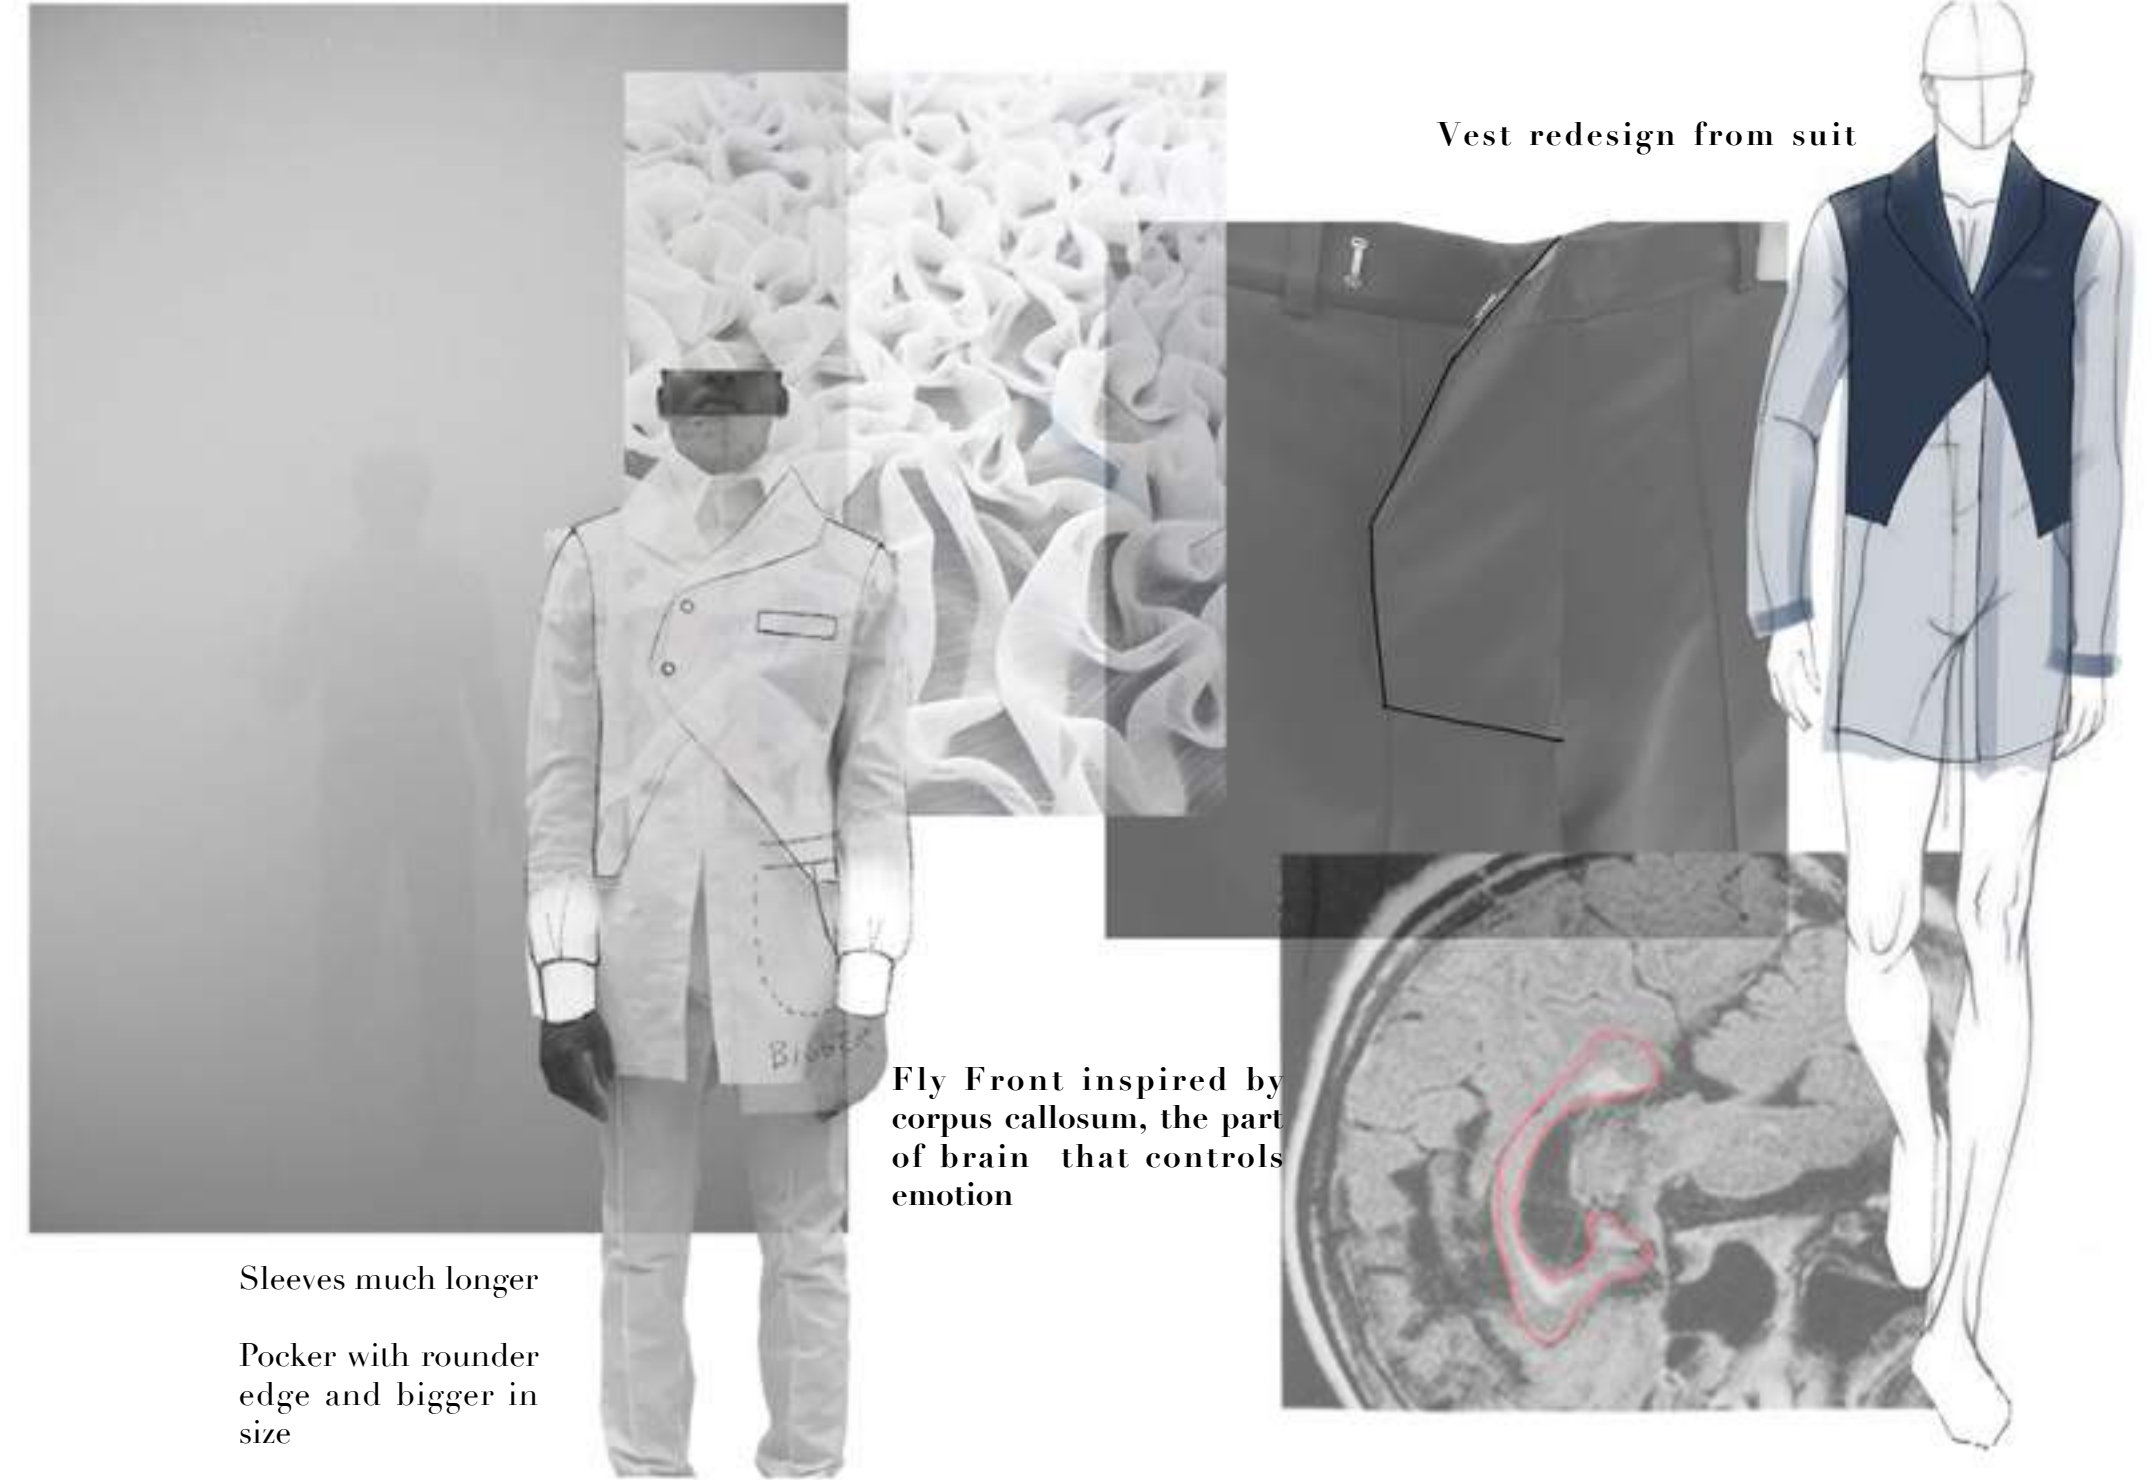 Vest redesign from suit
BIGGER
Fly Front inspired by
corpus callosum, the part
of brain that controls
emotion
Sleeves much longer
Pocker with rounder
edge and bigger in
size